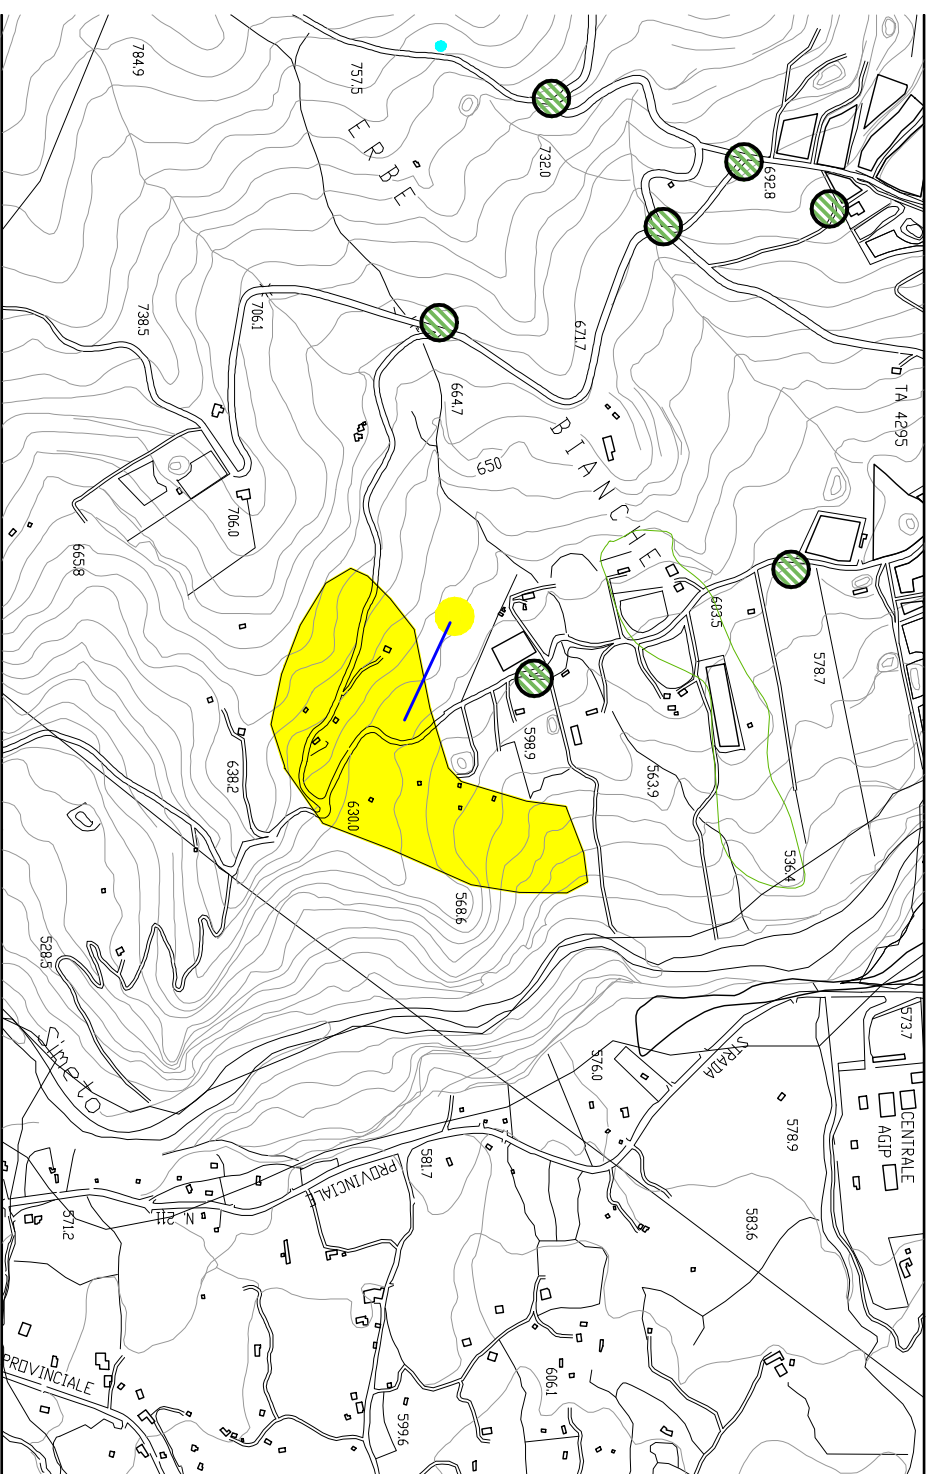 784.9
757.5
ERBE
732.0
692.8
738.5
706.1
671.7
664.7
TA 4295
650
BIANCHE
706.0
665.8
603.5
578.7
598.9
563.9
638.2
630.0
536.4
568.6
528.5
Simeto
573.7
STRADA
576.0
578.9
CENTRALE
AGIP
581.7
PROVINCIALE
N. 211
571.2
583.6
PROVINCIALE
606.1
599.6